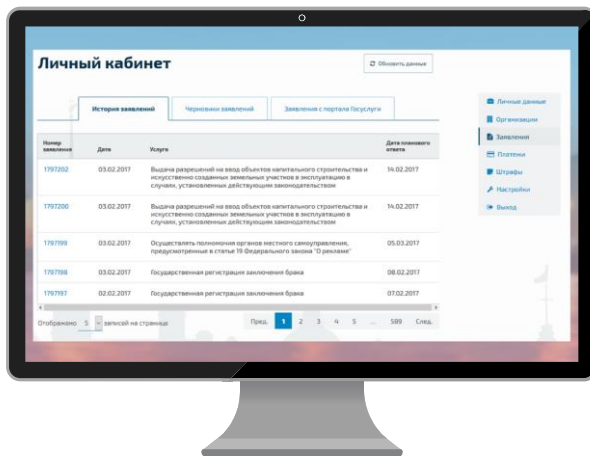 Личный кабинет
Обновить данные
История заявлений
Черновики заявлений
Заявления с портала Госуслуги
Номер заявления
Дата
Услуга
Дата планового ответа
1797202
03.02.2017
Выдача разрешений на ввод объектов капитального строительства и
искусственно созданных земельных участков в эксплуатацию в
случаях, установленных действующим законодательством
14.02.2017
1797200
03.02.2017
Выдача разрешений на ввод объектов капитального строительства и
искусственно созданных земельных участков в эксплуатацию в
случаях, установленных действующим законодательством
14.02.2017
1797199
03.02.2017
Осуществлять полномочия органов местного самоуправления,
предусмотренные в статье 19 Федерального закона "О рекламе"
05.03.2017
1797198
03.02.2017
Государственная регистрация заключения брака
08.02.2017
1797197
02.02.2017
Государственная регистрация заключения брака
07.02.2017
Отображено 5 записей на странице
Пред. 1 2 3 4 5 ... 589 След.
Личные данные
Организации
Заявления
Платежи
Штрафы
Настройки
Выход